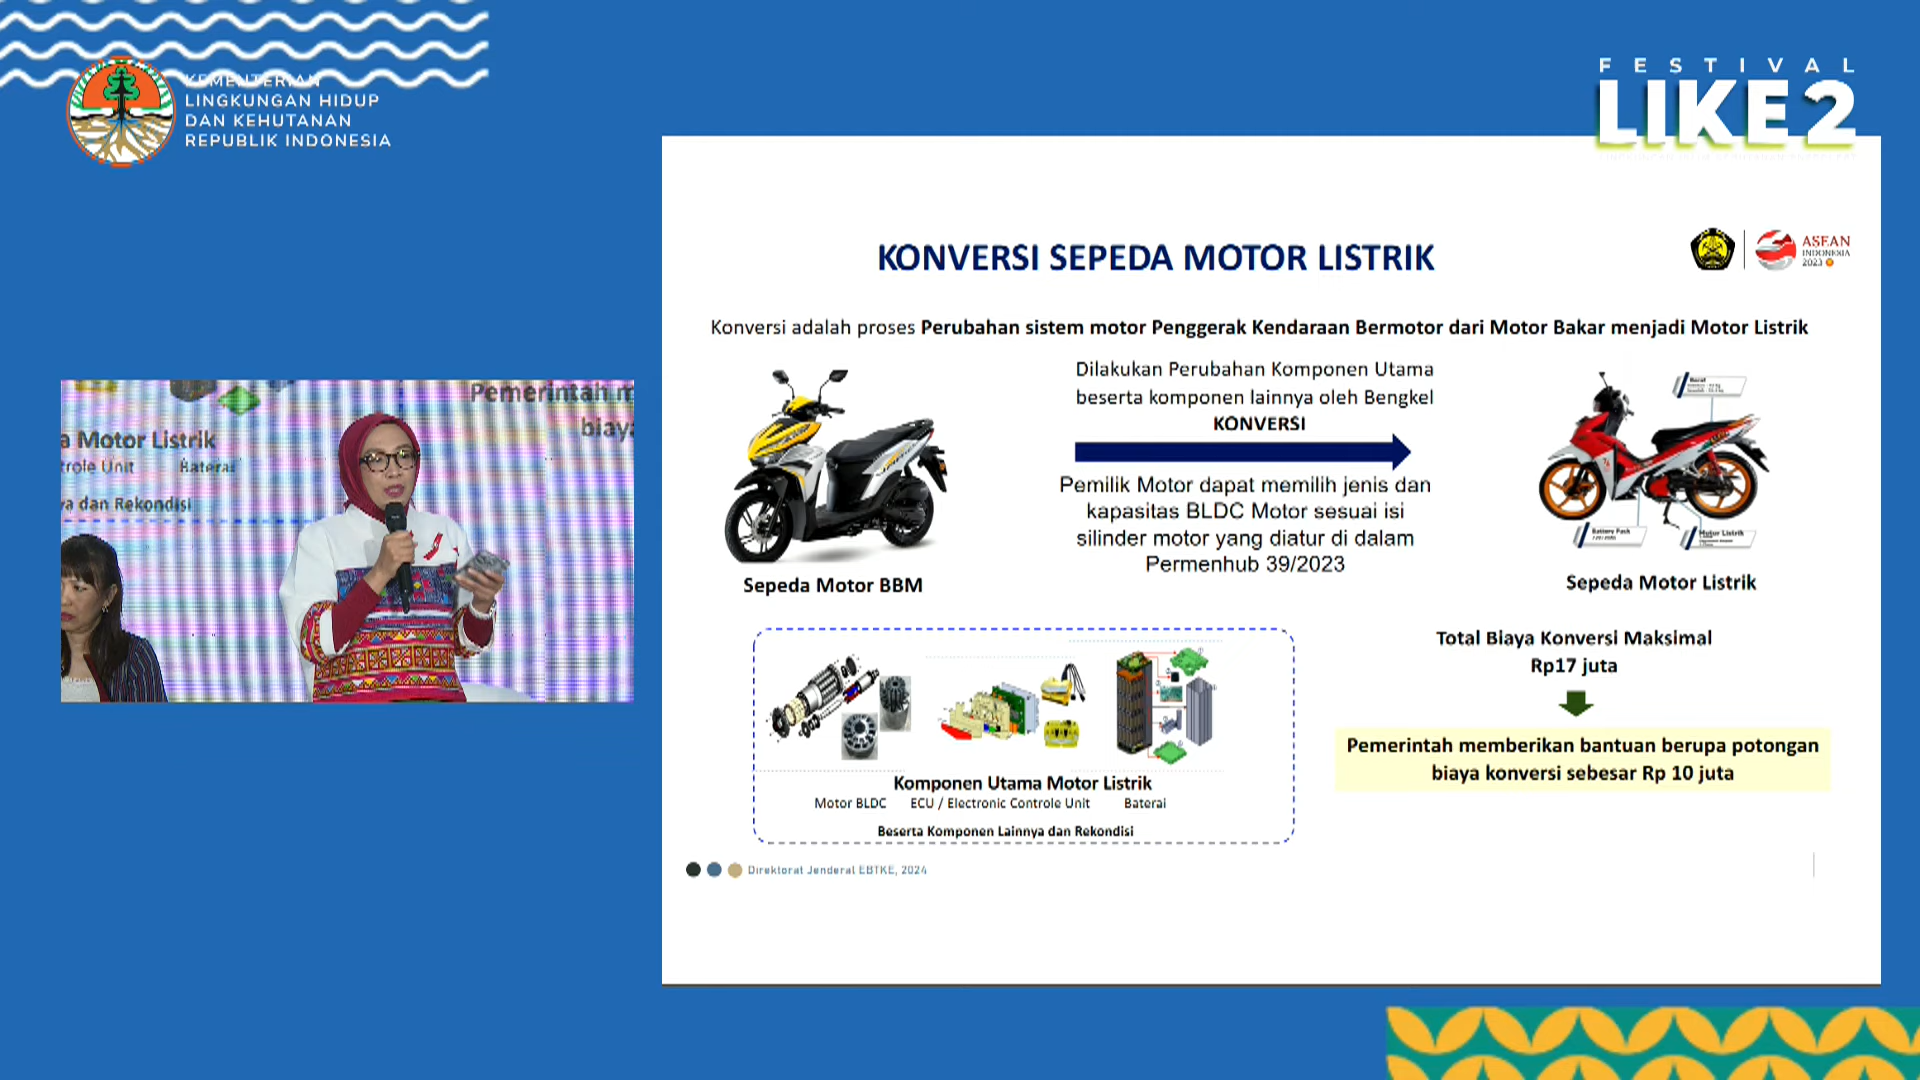 KEMENTERIAN
LINGKUNGAN HIDUP
DAN KEHUTANAN
REPUBLIK INDONESIA
FESTIVAL
LIKE 2
KONVERSI SEPEDA MOTOR LISTRIK
ASEAN
INDONESIA
2023
Konversi adalah proses Perubahan sistem motor Penggerak Kendaraan Bermotor dari Motor Bakar menjadi Motor Listrik
Dilakukan Perubahan Komponen Utama
beserta komponen lainnya oleh Bengkel
KONVERSI
Pemilik Motor dapat memilih jenis dan
kapasitas BLDC Motor sesuai isi
silinder motor yang diatur di dalam
Permenhub 39/2023
Sepeda Motor BBM
Berat
Battery Pack
Motor Listrik
Sepeda Motor Listrik
Total Biaya Konversi Maksimal
Rp17 juta
Pemerintah memberikan bantuan berupa potongan
biaya konversi sebesar Rp 10 juta
Komponen Utama Motor Listrik
Motor BLDC ECU / Electronic Controle Unit Baterai
Beserta Komponen Lainnya dan Rekondisi
Direktorat Jenderal EBTKE, 2024
Pemerintah m
biaya
a Motor Listrik
trole Unit Baterai
ya dan Rekondisi